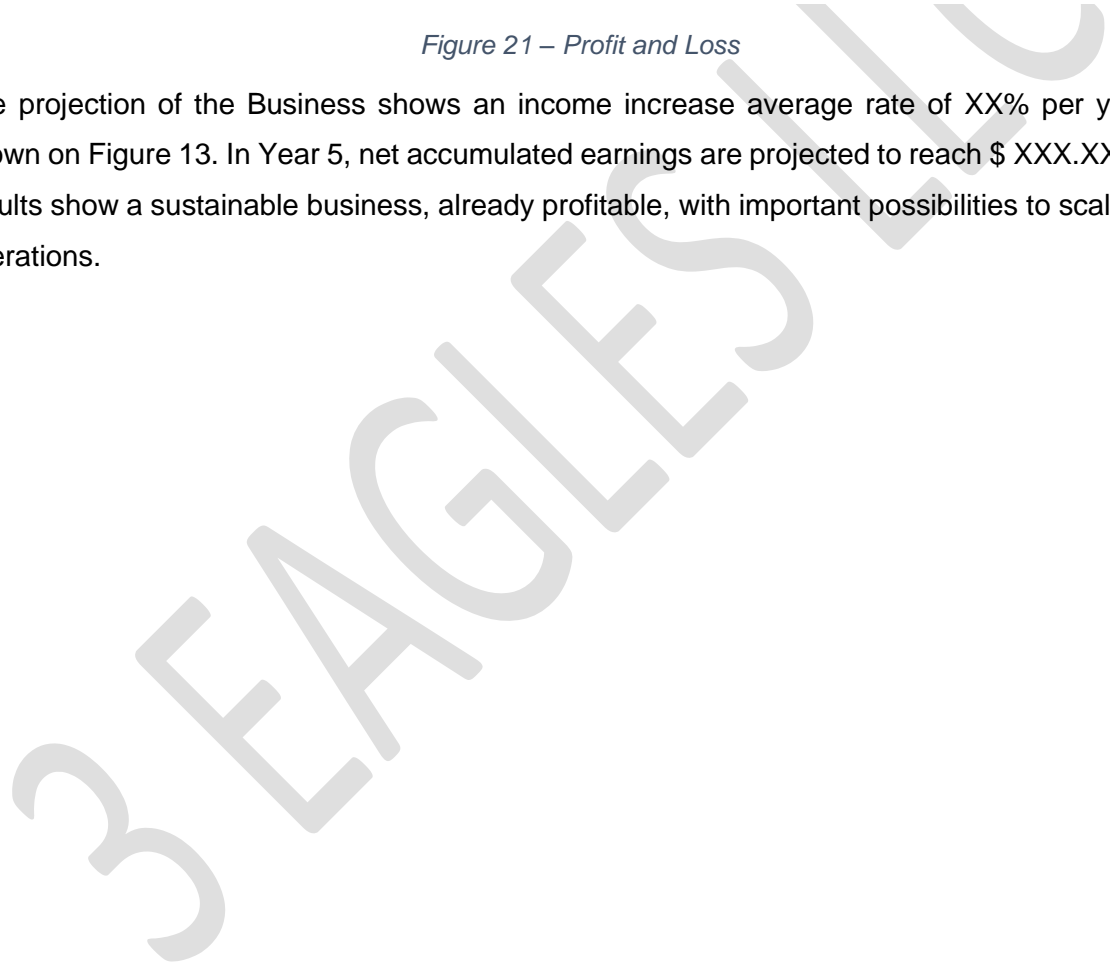 Figure 21 – Profit and Loss
e projection of the Business shows an income increase average rate of XX% per y
own on Figure 13. In Year 5, net accumulated earnings are projected to reach $ XXX.XX
ults show a sustainable business, already profitable, with important possibilities to scal
erations.
3 EAGLES LLC